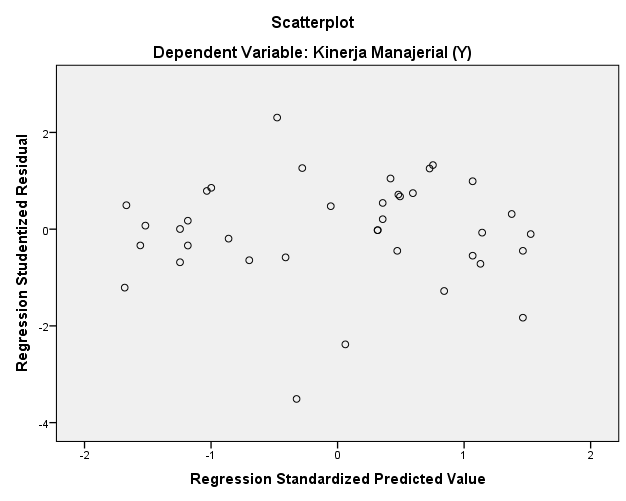 Scatterplot
Dependent Variable: Kinerja Manajerial (Y)
Regression Studentized Residual
2
0
-2
-4
-2
-1
0
1
2
Regression Standardized Predicted Value